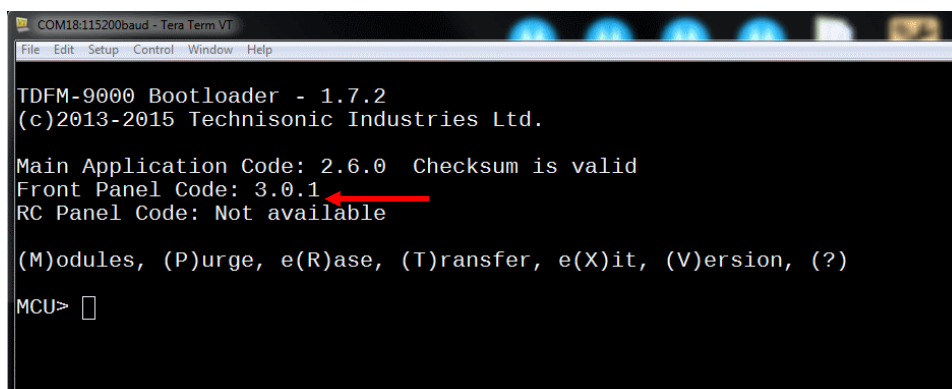 COM18:115200baud - Tera Term VT
File Edit Setup Control Window Help
TDFM-9000 Bootloader - 1.7.2
(c)2013-2015 Technisonic Industries Ltd.
Main Application Code: 2.6.0  Checksum is valid
Front Panel Code: 3.0.1
RC Panel Code: Not available
(M)odules, (P)urge, e(R)ase, (T)ransfer, e(X)it, (V)ersion, (?)
MCU>